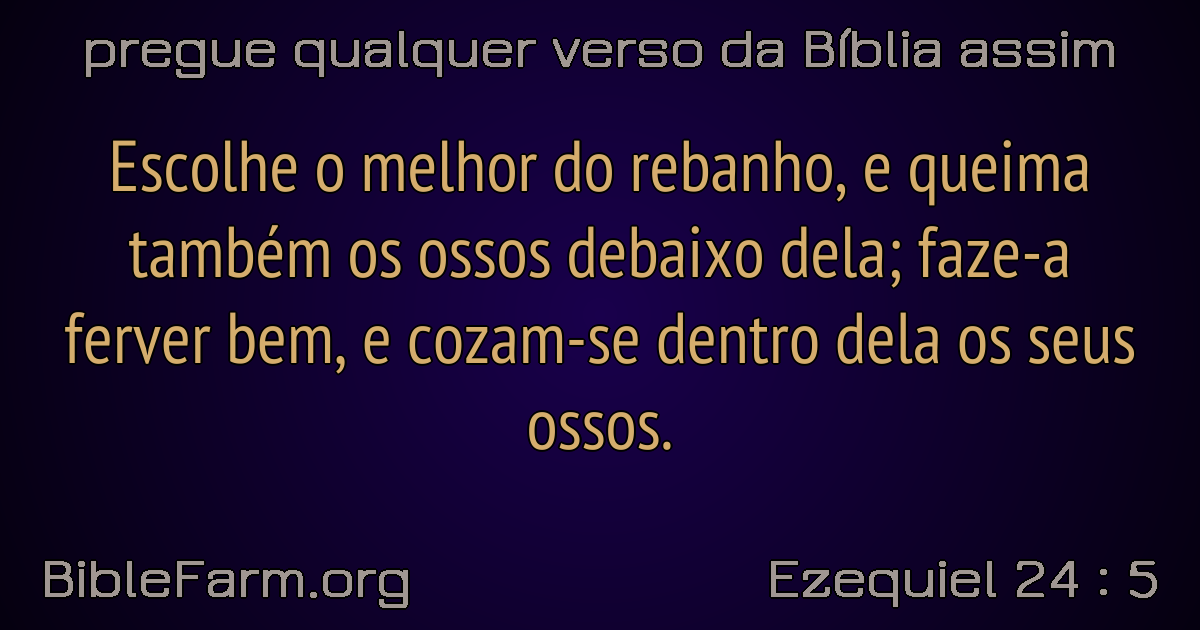 pregue qualquer verso da Bíblia assim
Escolhe o melhor do rebanho, e queima
também os ossos debaixo dela; faze-a
ferver bem, e cozam-se dentro dela os seus
ossos.
BibleFarm.org
Ezequiel 24 : 5